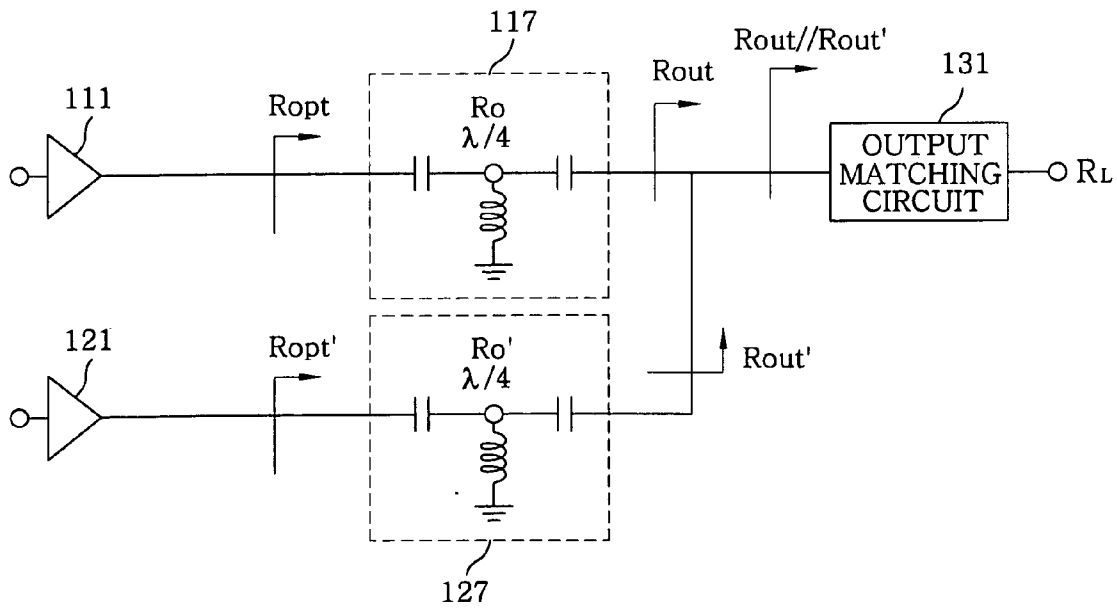 117
Rout//Rout'
Rout
131
111
Ropt
Ro
λ/4
OUTPUT
MATCHING
CIRCUIT
RL
121
Ropt'
Ro'
λ/4
Rout'
127